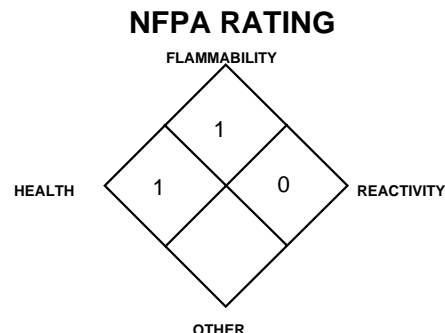 NFPA RATING
FLAMMABILITY
1
HEALTH 1 0 REACTIVITY
OTHER